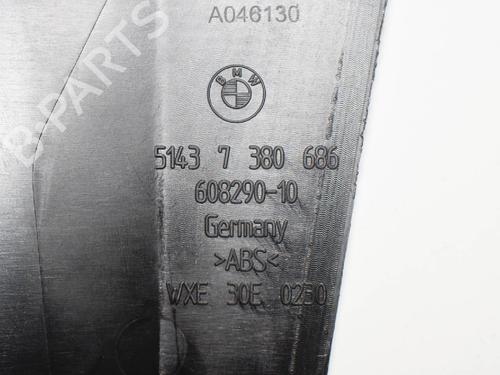 A046130
BMW
5143 7 380 686
608290-10
Germany
>ABS<
WXE 30E 0230
B-PARTS